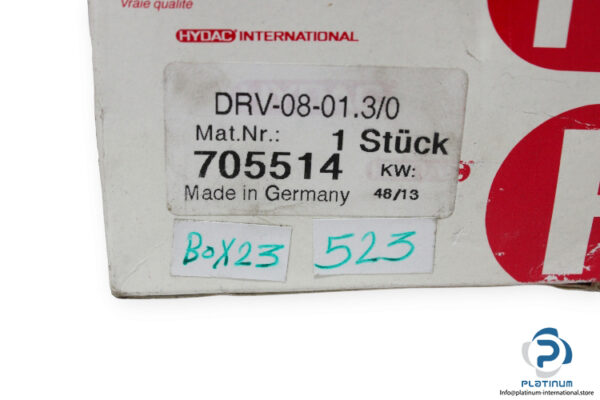 Vraie qualité
HYDAC INTERNATIONAL
DRV-08-01.3/0
Mat.Nr.: 1 Stück
705514 KW:
Made in Germany 48/13
BOX23 523
PLATINUM
Info@platinum-international.store